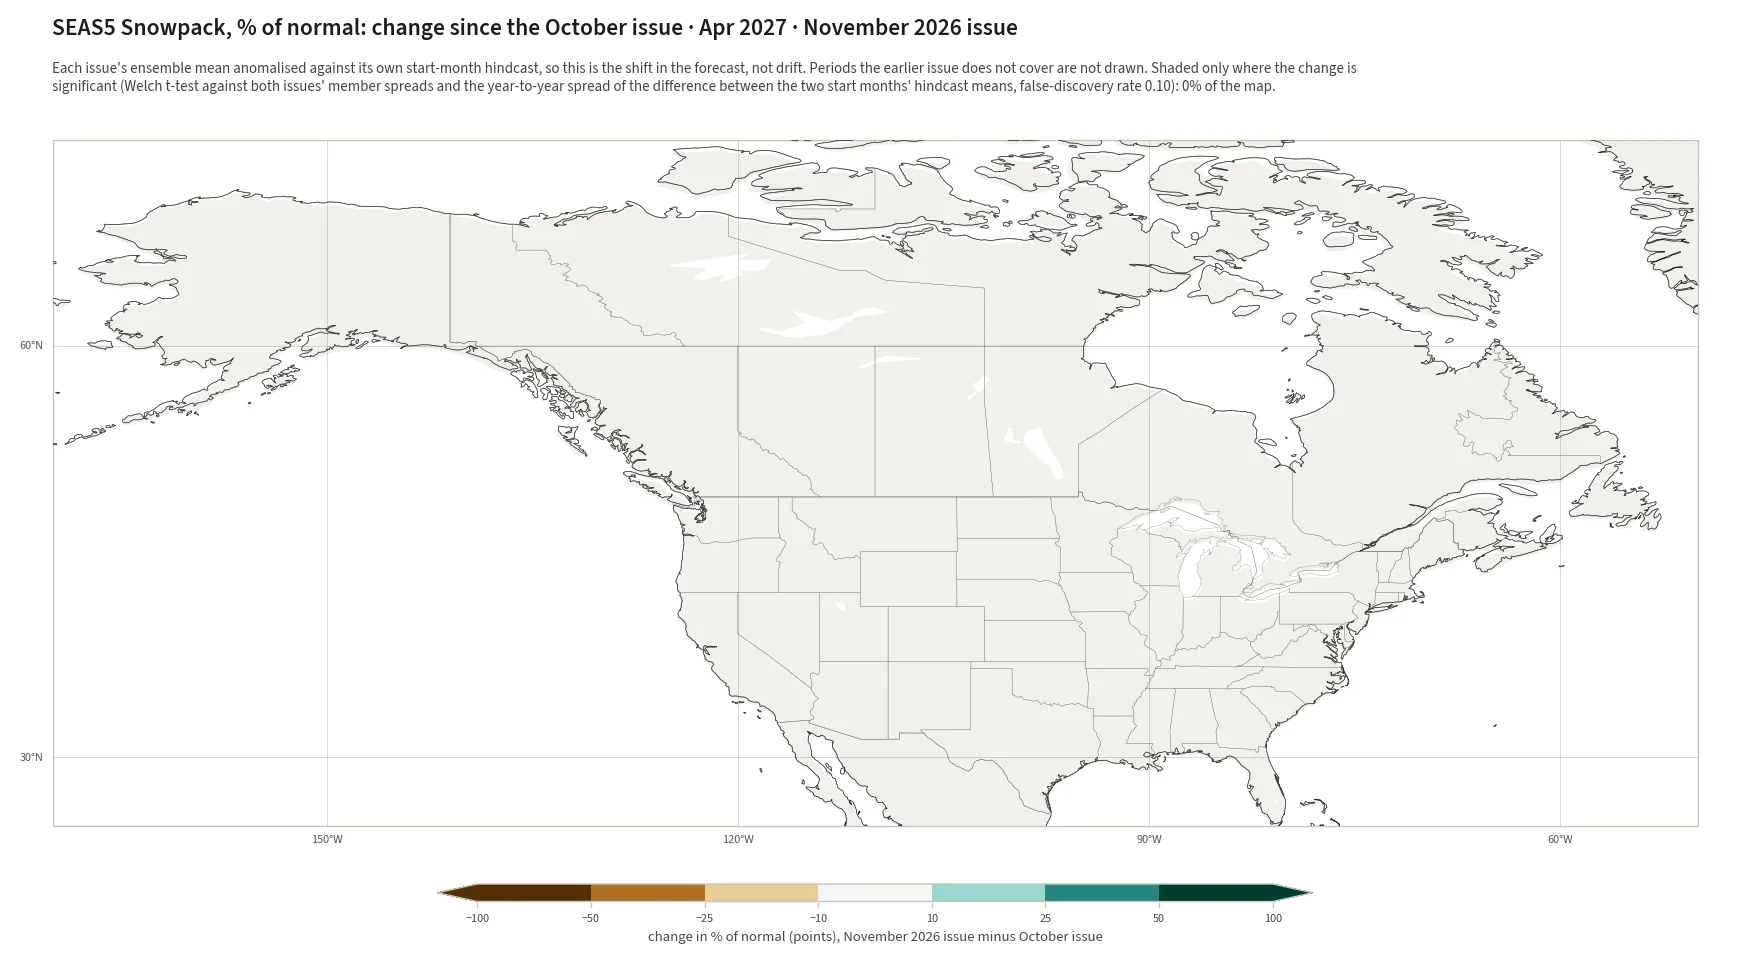 SEAS5 Snowpack, % of normal: change since the October issue · Apr 2027 · November 2026 issue
Each issue's ensemble mean anomalised against its own start-month hindcast, so this is the shift in the forecast, not drift. Periods the earlier issue does not cover are not drawn. Shaded only where the change is
significant (Welch t-test against both issues' member spreads and the year-to-year spread of the difference between the two start months' hindcast means, false-discovery rate 0.10): 0% of the map.
60°N
30°N
150°W 120°W 90°W 60°W
−100 −50 −25 −10 10 25 50 100
change in % of normal (points), November 2026 issue minus October issue